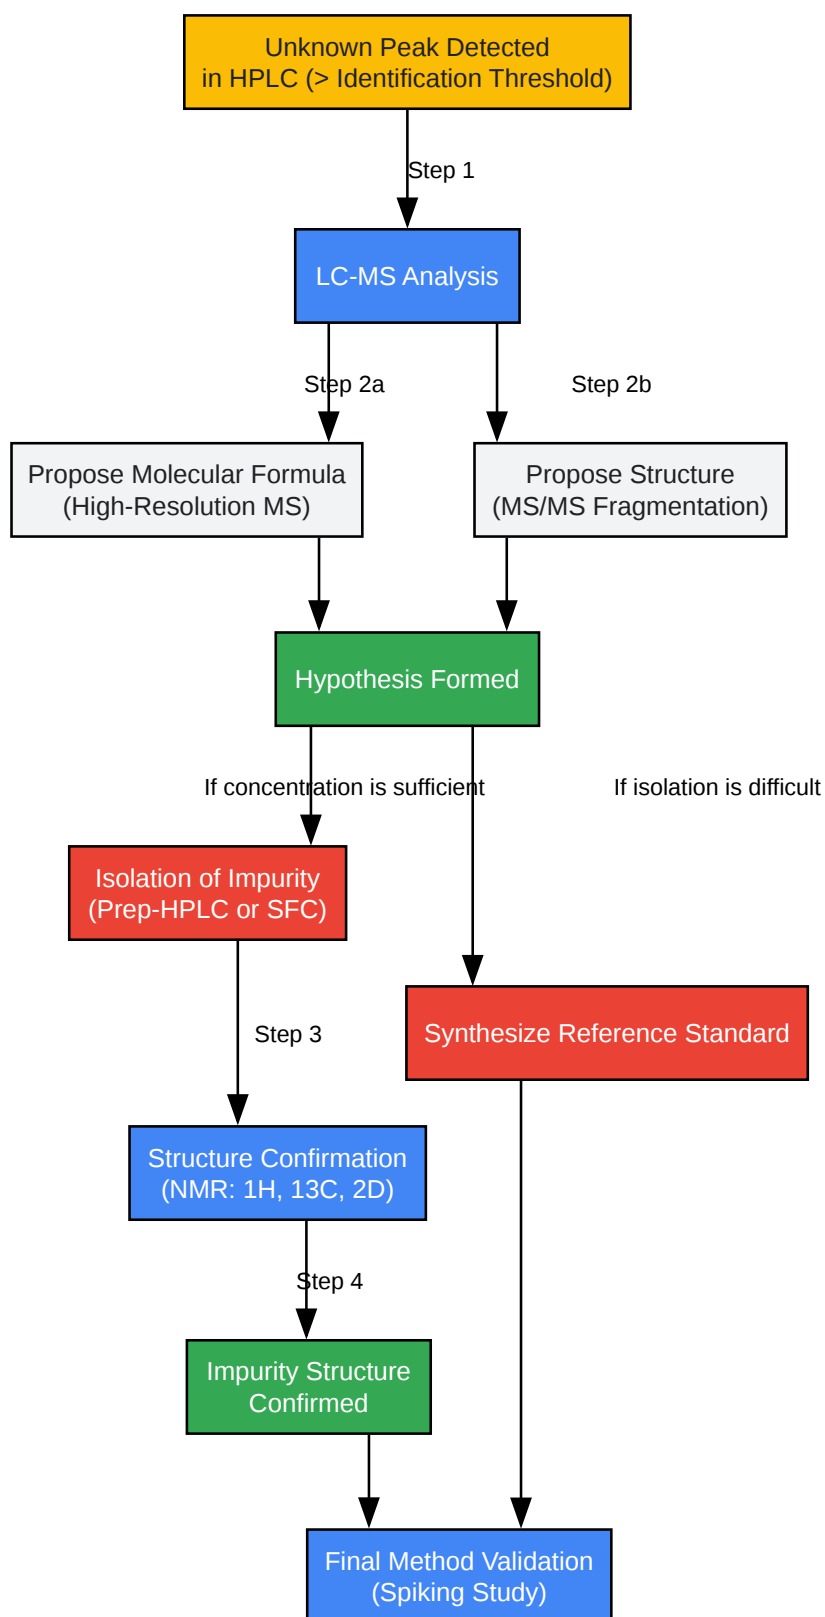 Unknown Peak Detected
in HPLC (> Identification Threshold)
Step 1
LC-MS Analysis
Step 2a
Step 2b
Propose Molecular Formula
(High-Resolution MS)
Propose Structure
(MS/MS Fragmentation)
Hypothesis Formed
If concentration is sufficient
If isolation is difficult
Isolation of Impurity
(Prep-HPLC or SFC)
Synthesize Reference Standard
Step 3
Structure Confirmation
(NMR: 1H, 13C, 2D)
Step 4
Impurity Structure
Confirmed
Final Method Validation
(Spiking Study)